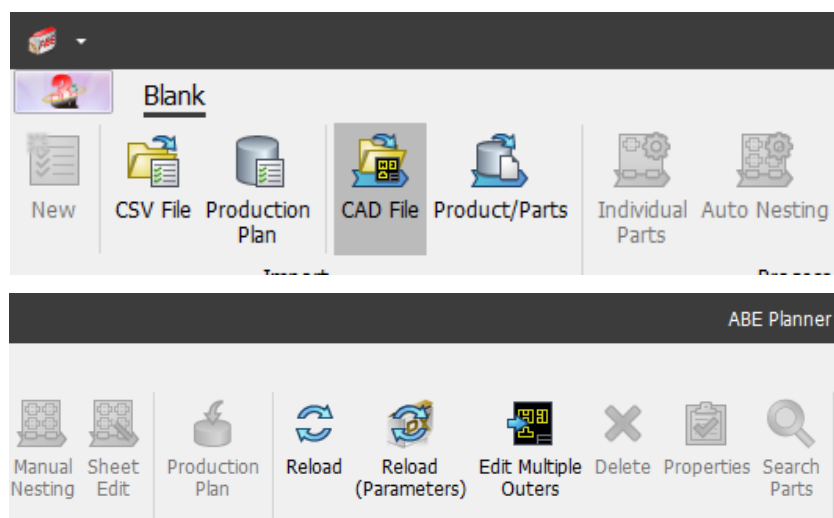 Blank
New
CSV File
Production
Plan
CAD File
Product/Parts
Individual
Parts
Auto Nesting
Import
ABE Planner
Manual
Nesting
Sheet
Edit
Production
Plan
Reload
Reload
(Parameters)
Edit Multiple
Outers
Delete
Properties
Search
Parts